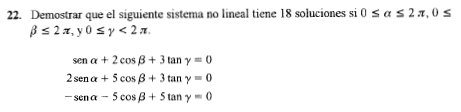 22. Demostrar que el siguiente sistema no lineal tiene 18 soluciones si 0 ≤ α ≤ 2 π, 0 ≤
β ≤ 2 π, y 0 ≤ γ < 2 π.
sen α + 2 cos β + 3 tan γ = 0
2 sen α + 5 cos β + 3 tan γ = 0
− sen α − 5 cos β + 5 tan γ = 0